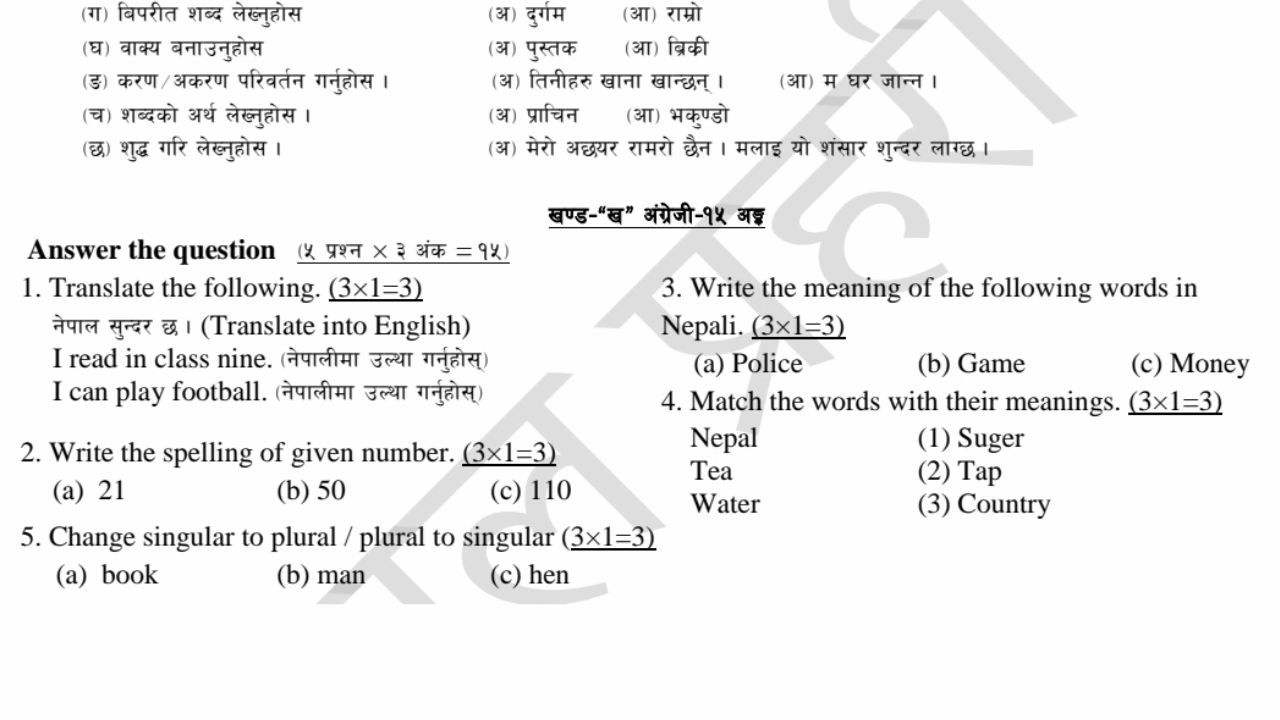 (ग) बिपरीत शब्द लेख्नुहोस (अ) दुर्गम (आ) राम्रो
(घ) वाक्य बनाउनुहोस (अ) पुस्तक (आ) बिक्री
(ङ) करण/अकरण परिवर्तन गर्नुहोस । (अ) तिनीहरु खाना खान्छन् । (आ) म घर जान्न ।
(च) शब्दको अर्थ लेख्नुहोस । (अ) प्राचिन (आ) भकुण्डो
(छ) शुद्ध गरि लेख्नुहोस । (अ) मेरो अछयर रामरो छैन । मलाइ यो शंसार शुन्दर लाग्छ ।
खण्ड-“ख” अंग्रेजी-१५ अङ्क
Answer the question (५ प्रश्न × ३ अंक = १५)
1. Translate the following. (3×1=3)
नेपाल सुन्दर छ । (Translate into English)
I read in class nine. (नेपालीमा उल्था गर्नुहोस्)
I can play football. (नेपालीमा उल्था गर्नुहोस्)
2. Write the spelling of given number. (3×1=3)
(a) 21 (b) 50 (c) 110
5. Change singular to plural / plural to singular (3×1=3)
(a) book (b) man (c) hen
3. Write the meaning of the following words in
Nepali. (3×1=3)
(a) Police (b) Game (c) Money
4. Match the words with their meanings. (3×1=3)
Nepal (1) Suger
Tea (2) Tap
Water (3) Country